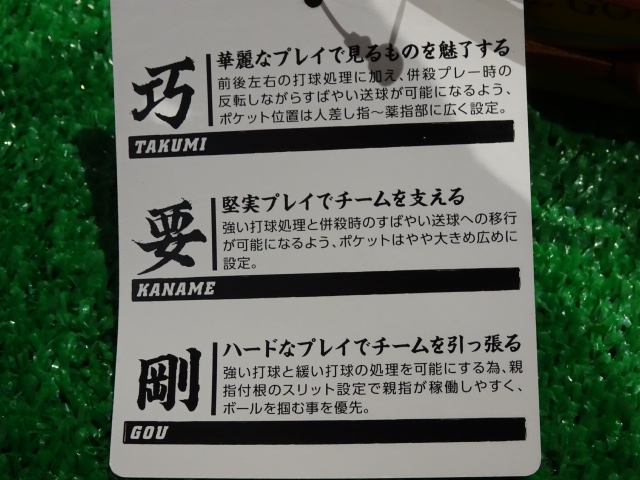 巧
華麗なプレイで見るものを魅了する
前後左右の打球処理に加え、併殺プレー時の
反転しながらすばやい送球が可能になるよう、
ポケット位置は人差し指～薬指部に広く設定。
TAKUMI
要
堅実プレイでチームを支える
強い打球処理と併殺時のすばやい送球への移行
が可能になるよう、ポケットはやや大きめ広めに
設定。
KANAME
剛
ハードなプレイでチームを引っ張る
強い打球と緩い打球の処理を可能にする為、親
指付根のスリット設定で親指が稼働しやすく、
ボールを掴む事を優先。
GOU